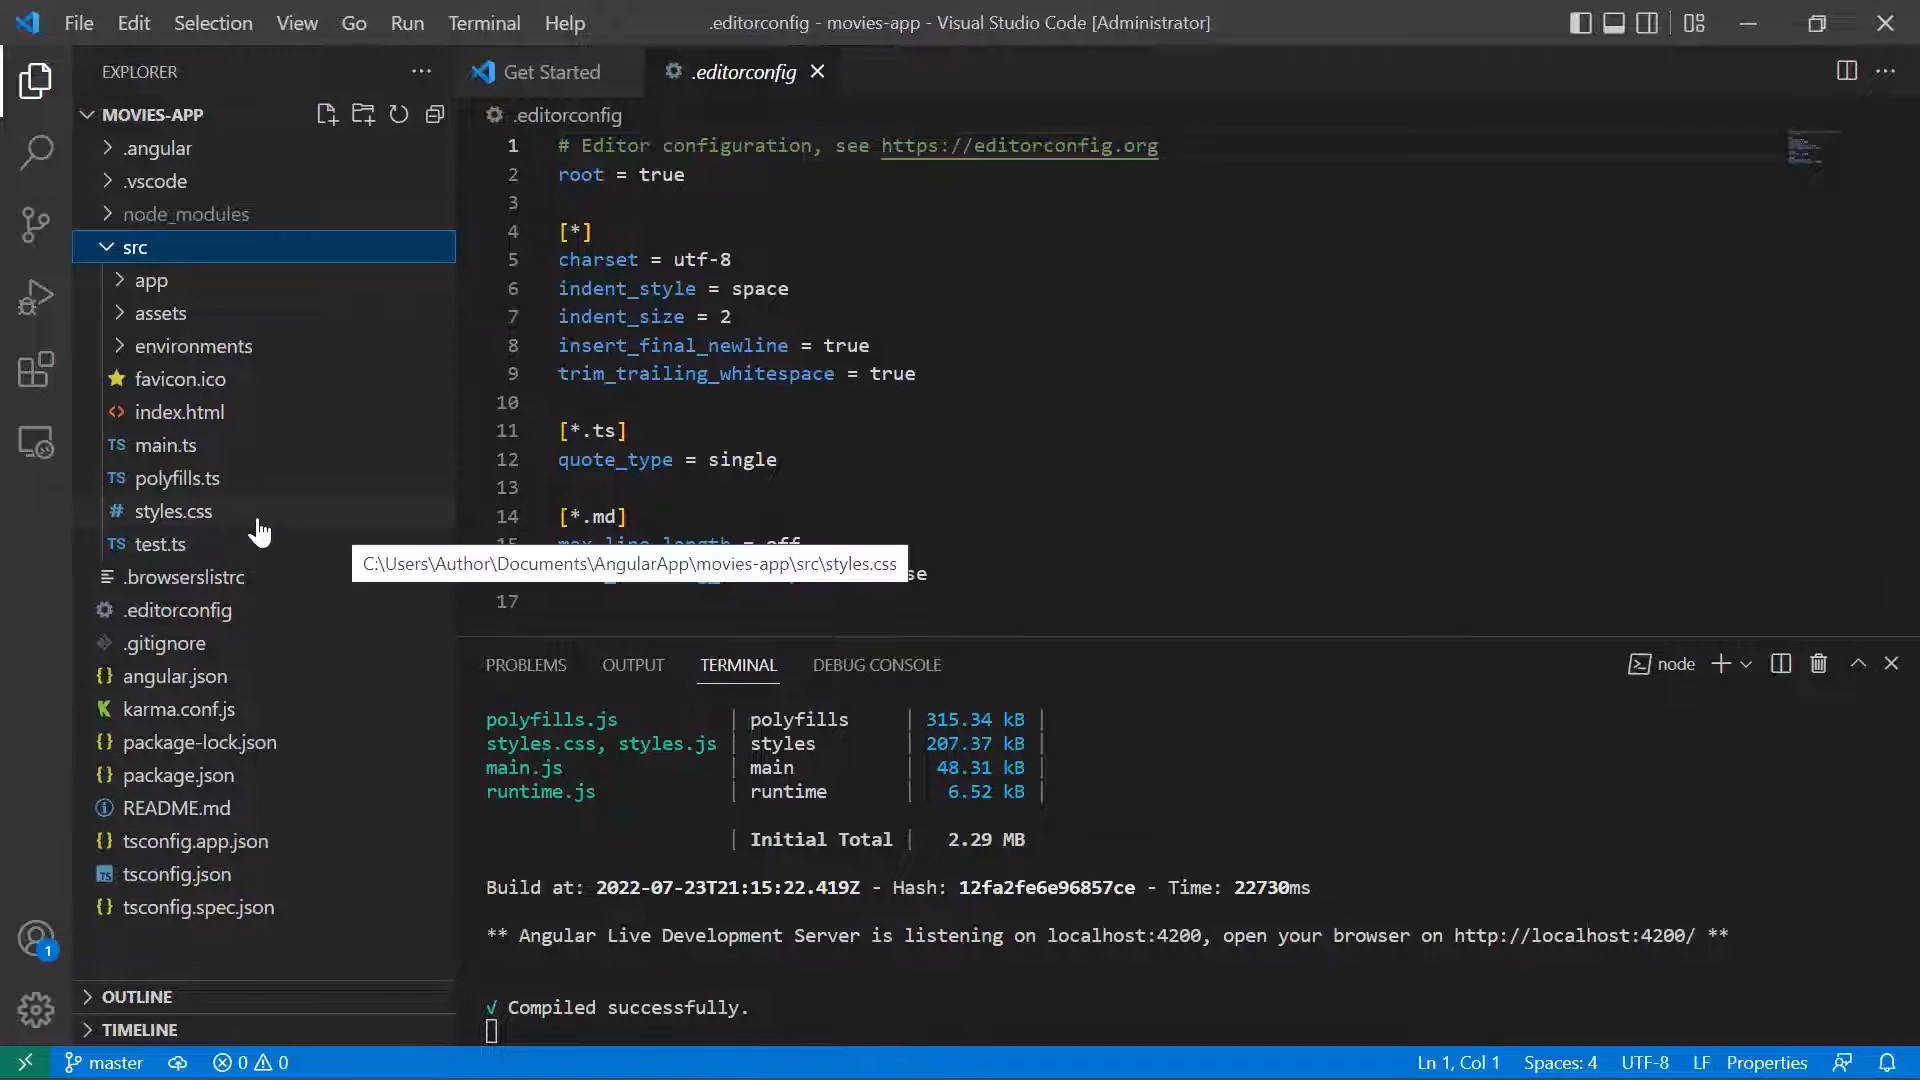 File Edit Selection View Go Run Terminal Help
.editorconfig - movies-app - Visual Studio Code [Administrator]
EXPLORER
MOVIES-APP
.angular
.vscode
node_modules
src
app
assets
environments
favicon.ico
index.html
TS main.ts
TS polyfills.ts
# styles.css
TS test.ts
.browserslistrc
.editorconfig
.gitignore
{} angular.json
karma.conf.js
{} package-lock.json
{} package.json
README.md
{} tsconfig.app.json
TS tsconfig.json
{} tsconfig.spec.json
OUTLINE
TIMELINE
1
Get Started
.editorconfig
.editorconfig
1 # Editor configuration, see https://editorconfig.org
2 root = true
3
4 [*]
5 charset = utf-8
6 indent_style = space
7 indent_size = 2
8 insert_final_newline = true
9 trim_trailing_whitespace = true
10
11 [*.ts]
12 quote_type = single
13
14 [*.md]
15 max_line_length = off
C:\Users\Author\Documents\AngularApp\movies-app\src\styles.css
17
PROBLEMS OUTPUT TERMINAL DEBUG CONSOLE
node
polyfills.js | polyfills | 315.34 kB |
styles.css, styles.js | styles | 207.37 kB |
main.js | main | 48.31 kB |
runtime.js | runtime | 6.52 kB |
| Initial Total | 2.29 MB
Build at: 2022-07-23T21:15:22.419Z - Hash: 12fa2fe6e96857ce - Time: 22730ms
** Angular Live Development Server is listening on localhost:4200, open your browser on http://localhost:4200/ **
√ Compiled successfully.
master 0 0
Ln 1, Col 1 Spaces: 4 UTF-8 LF Properties